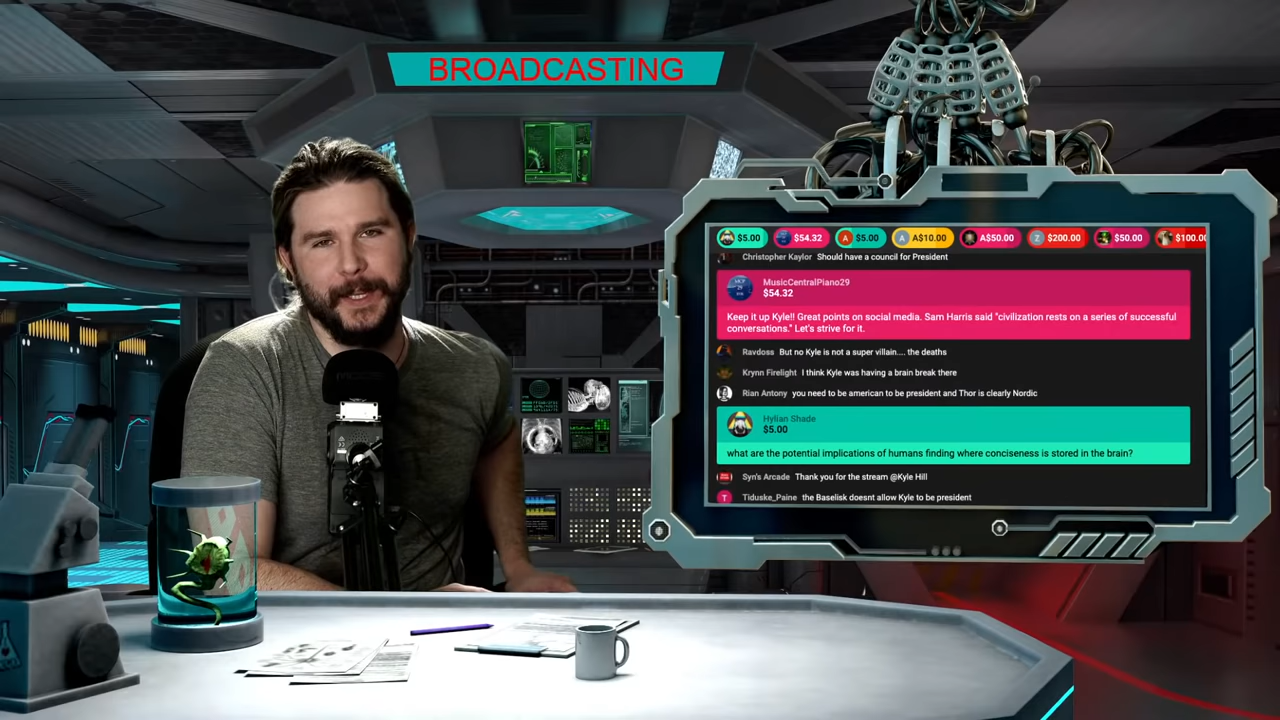 BROADCASTING
$5.00
$54.32
A
$5.00
A
A$10.00
A$50.00
Z
$200.00
$50.00
$100.0
Christopher Kaylor Should have a council for President
MusicCentralPiano29
$54.32
Keep it up Kyle!! Great points on social media. Sam Harris said "civilization rests on a series of successful
conversations." Let's strive for it.
Ravdoss But no Kyle is not a super villain.... the deaths
Krynn Firelight I think Kyle was having a brain break there
Rian Antony you need to be american to be president and Thor is clearly Nordic
Hylian Shade
$5.00
what are the potential implications of humans finding where conciseness is stored in the brain?
Syn's Arcade Thank you for the stream @Kyle Hill
T
Tiduske_Paine the Baselisk doesnt allow Kyle to be president